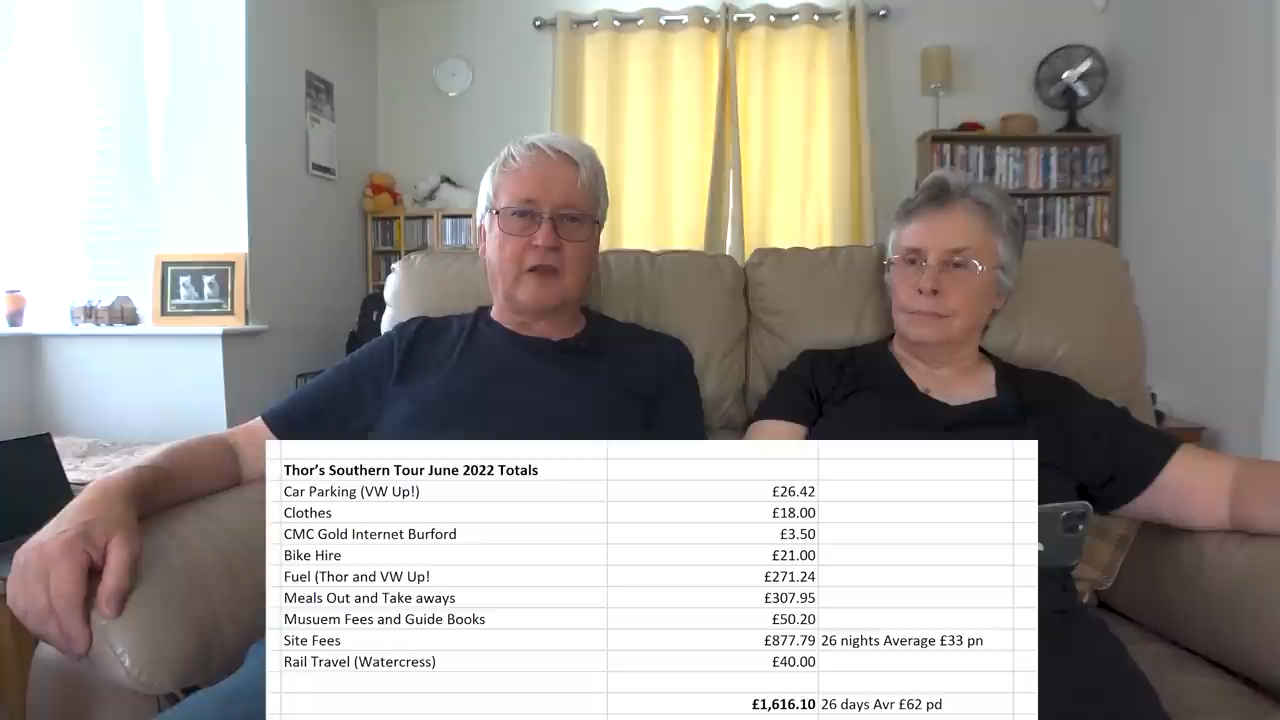 Thor's Southern Tour June 2022 Totals
Car Parking (VW Up!) £26.42
Clothes £18.00
CMC Gold Internet Burford £3.50
Bike Hire £21.00
Fuel (Thor and VW Up! £271.24
Meals Out and Take aways £307.95
Musuem Fees and Guide Books £50.20
Site Fees £877.79 26 nights Average £33 pn
Rail Travel (Watercress) £40.00
£1,616.10 26 days Avr £62 pd